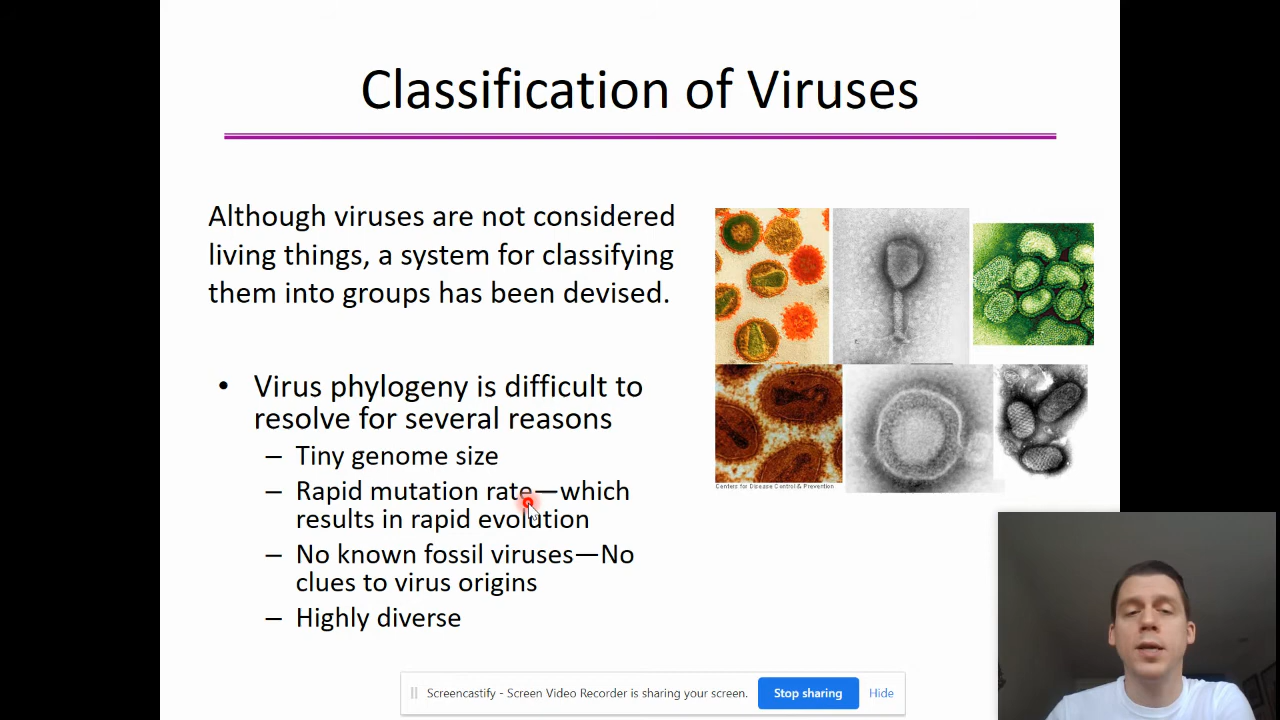 Classification of Viruses
Although viruses are not considered
living things, a system for classifying
them into groups has been devised.
• Virus phylogeny is difficult to
resolve for several reasons
– Tiny genome size
– Rapid mutation rate—which
results in rapid evolution
– No known fossil viruses—No
clues to virus origins
– Highly diverse
Centers for Disease Control & Prevention
Screencastify - Screen Video Recorder is sharing your screen.
Stop sharing
Hide